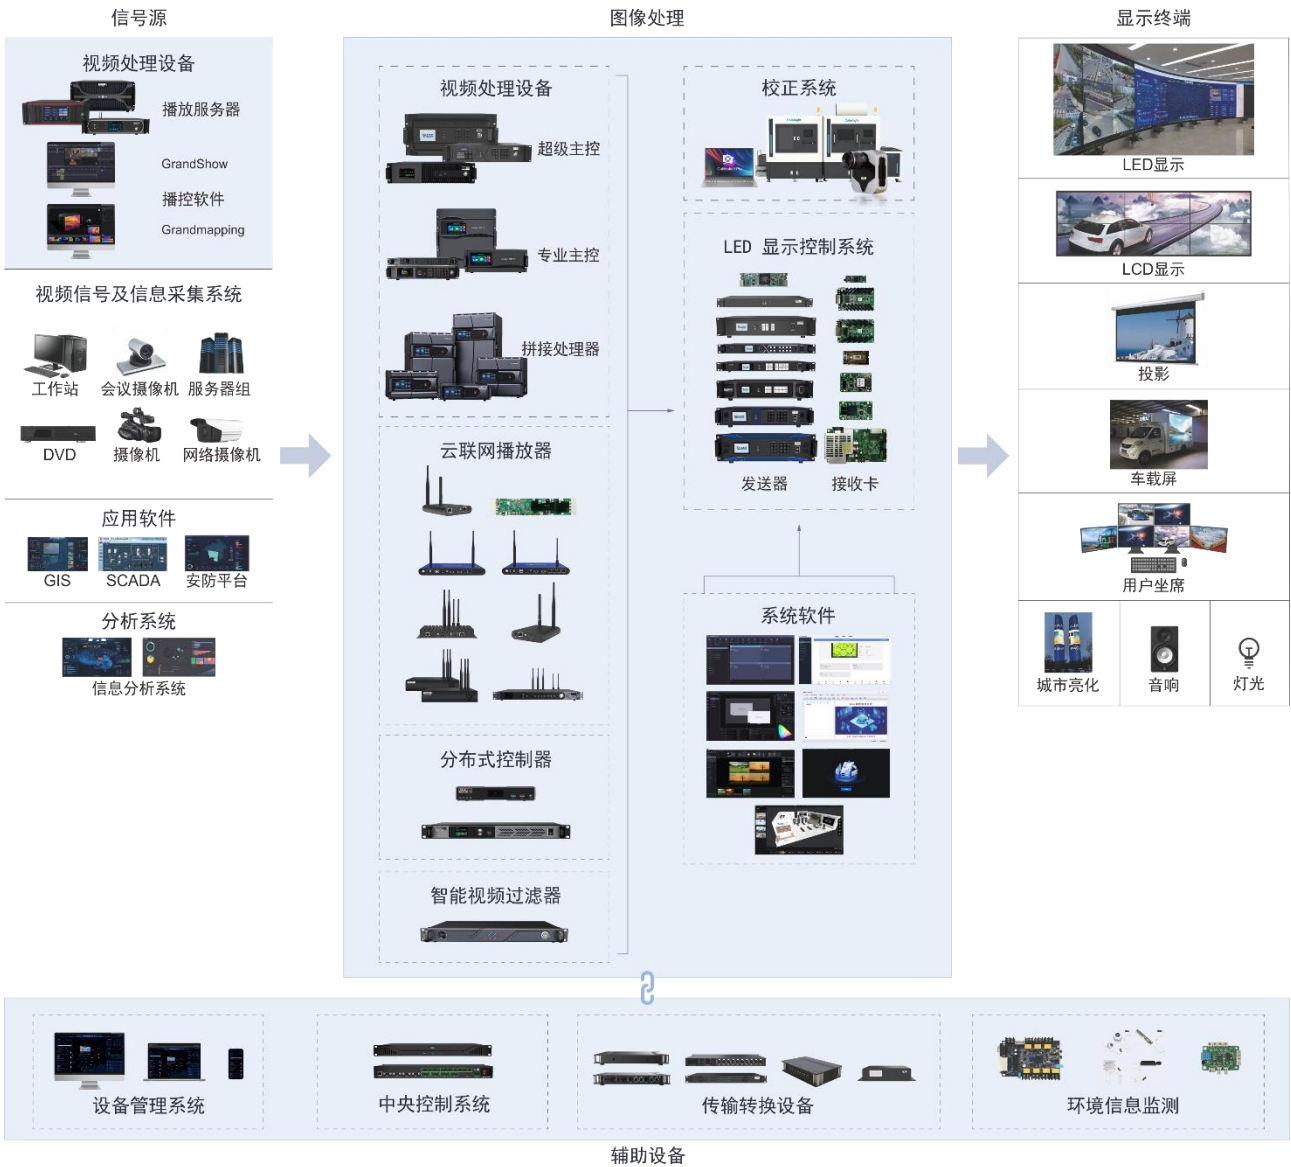 信号源
图像处理
显示终端
视频处理设备
播放服务器
GrandShow
播控软件
Grandmapping
视频信号及信息采集系统
工作站
会议摄像机
服务器组
DVD
摄像机
网络摄像机
应用软件
GIS
SCADA
安防平台
分析系统
信息分析系统
视频处理设备
超级主控
专业主控
拼接处理器
云联网播放器
分布式控制器
智能视频过滤器
校正系统
LED 显示控制系统
发送器
接收卡
系统软件
LED显示
LCD显示
投影
车载屏
用户坐席
城市亮化
音响
灯光
设备管理系统
中央控制系统
传输转换设备
环境信息监测
辅助设备